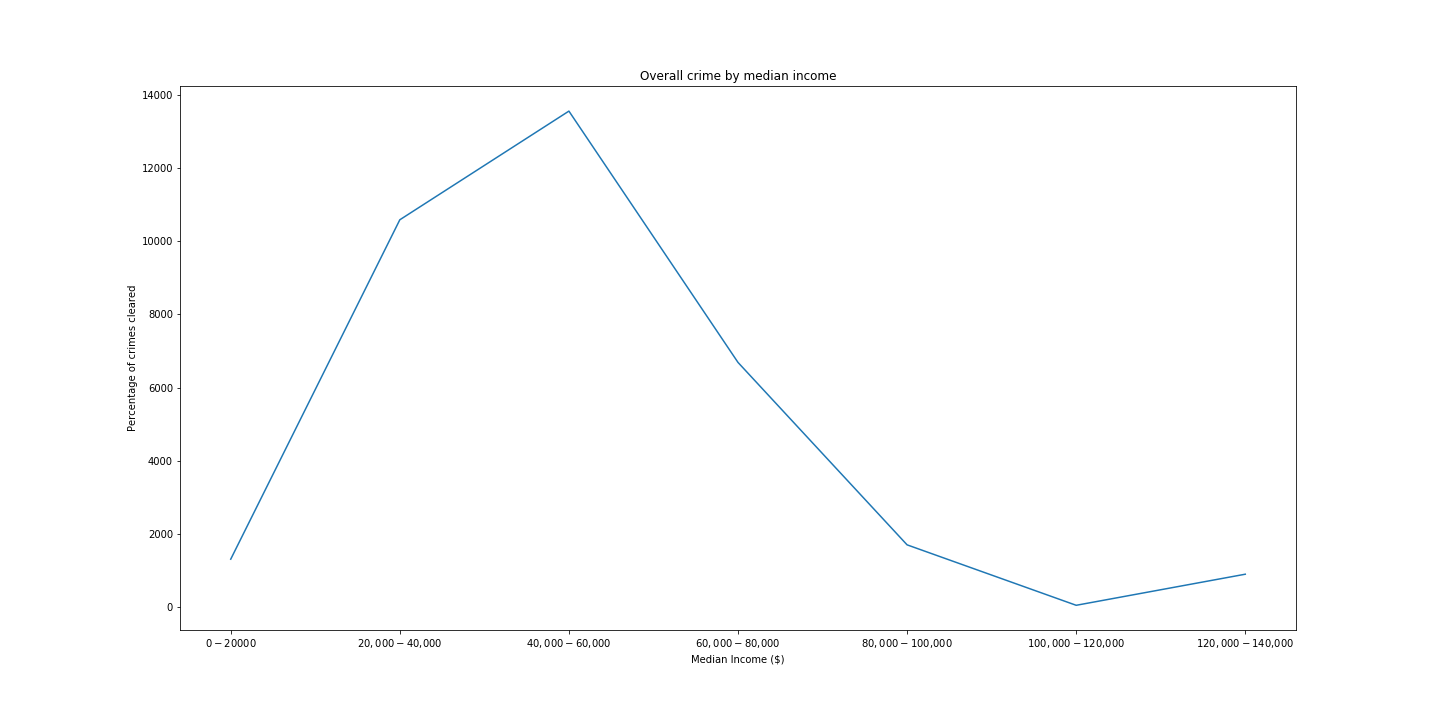 Overall crime by median income
14000
12000
10000
8000
6000
4000
2000
0
Percentage of crimes cleared
0 − 20000
20,000 − 40,000
40,000 − 60,000
60,000 − 80,000
80,000 − 100,000
100,000 − 120,000
120,000 − 140,000
Median Income ($)